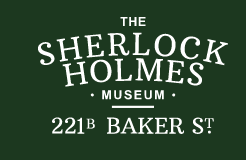 THE
SHERLOCK
HOLMES
· MUSEUM ·
221B BAKER ST